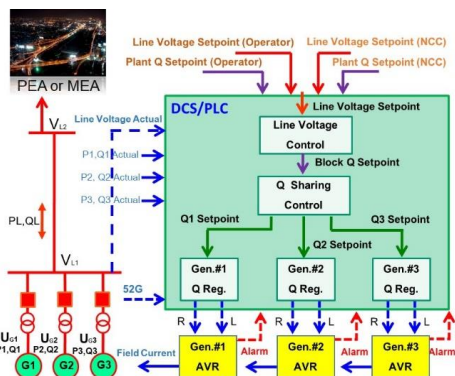 Line Voltage Setpoint (Operator)
Line Voltage Setpoint (NCC)
Plant Q Setpoint (Operator)
Plant Q Setpoint (NCC)
PEA or MEA
Line Voltage Actual
DCS/PLC
Line Voltage Setpoint
VL2
Line Voltage
Control
P1,Q1 Actual
Block Q Setpoint
P2, Q2 Actual
Q Sharing
Control
P3, Q3 Actual
PL,QL
Q1 Setpoint
Q3 Setpoint
Q2 Setpoint
VL1
Gen.#1
Q Reg.
Gen.#2
Q Reg.
Gen.#3
Q Reg.
52G
R
L
R
L
R
L
UG1
P1,Q1
UG2
P2,Q2
UG3
P3,Q3
G1
G2
G3
Field Current
Gen.#1
AVR
Alarm
Gen.#2
AVR
Alarm
Gen.#3
AVR
Alarm